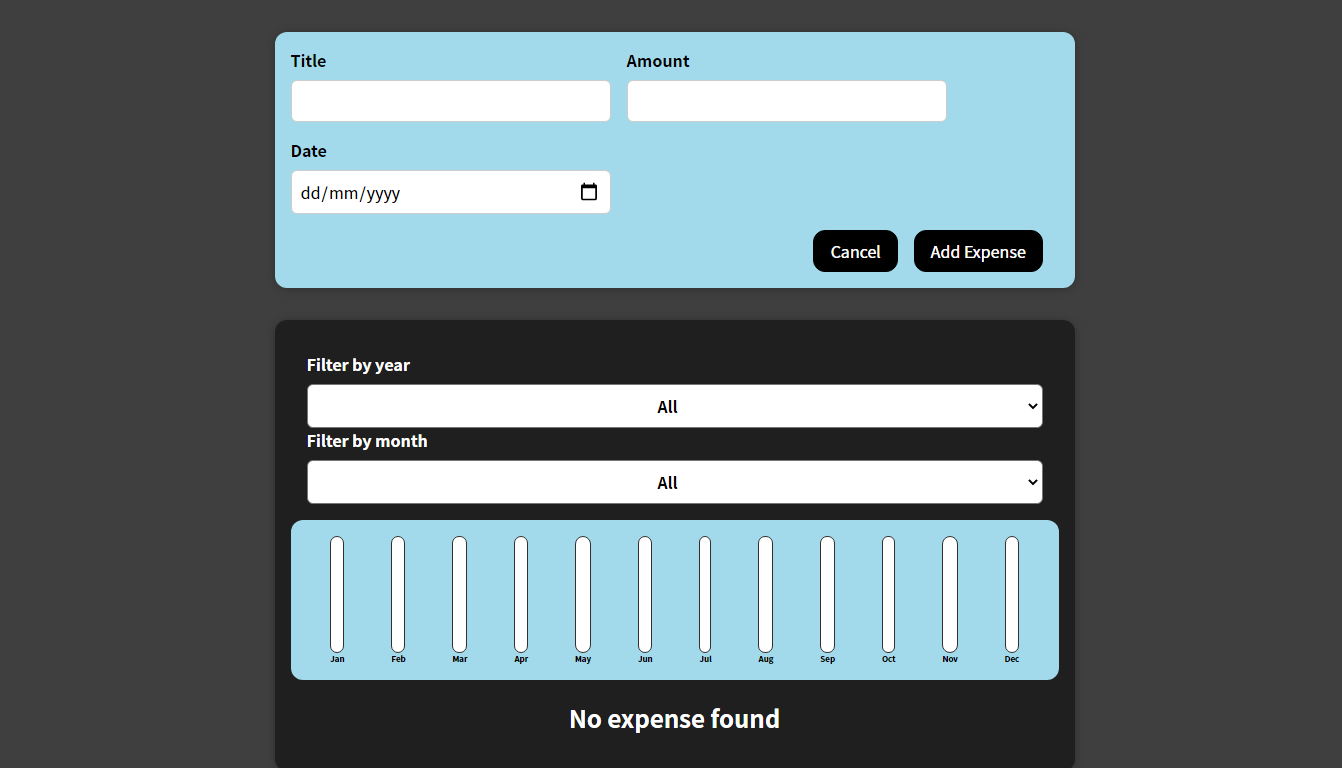 Title Amount
Date
dd/mm/yyyy
Cancel Add Expense
Filter by year
All
Filter by month
All
Jan Feb Mar Apr May Jun Jul Aug Sep Oct Nov Dec
No expense found